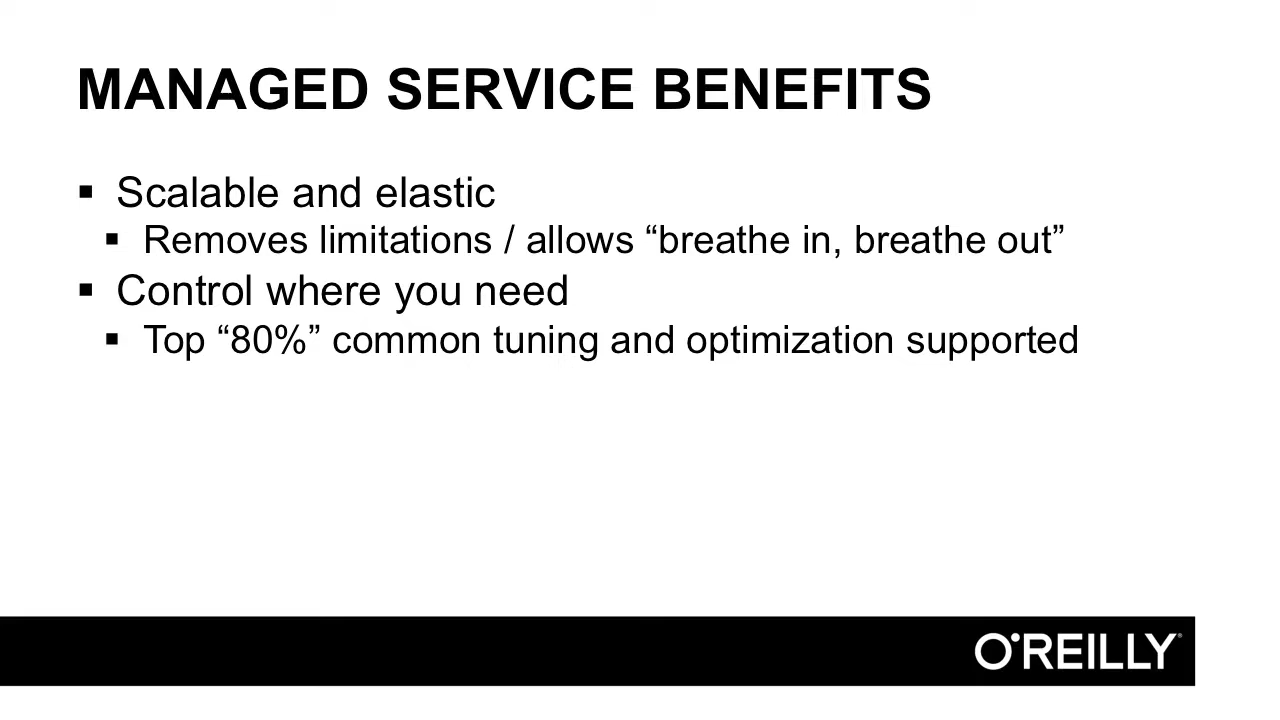 MANAGED SERVICE BENEFITS
▪ Scalable and elastic
▪ Removes limitations / allows “breathe in, breathe out”
▪ Control where you need
▪ Top “80%” common tuning and optimization supported
O'REILLY®